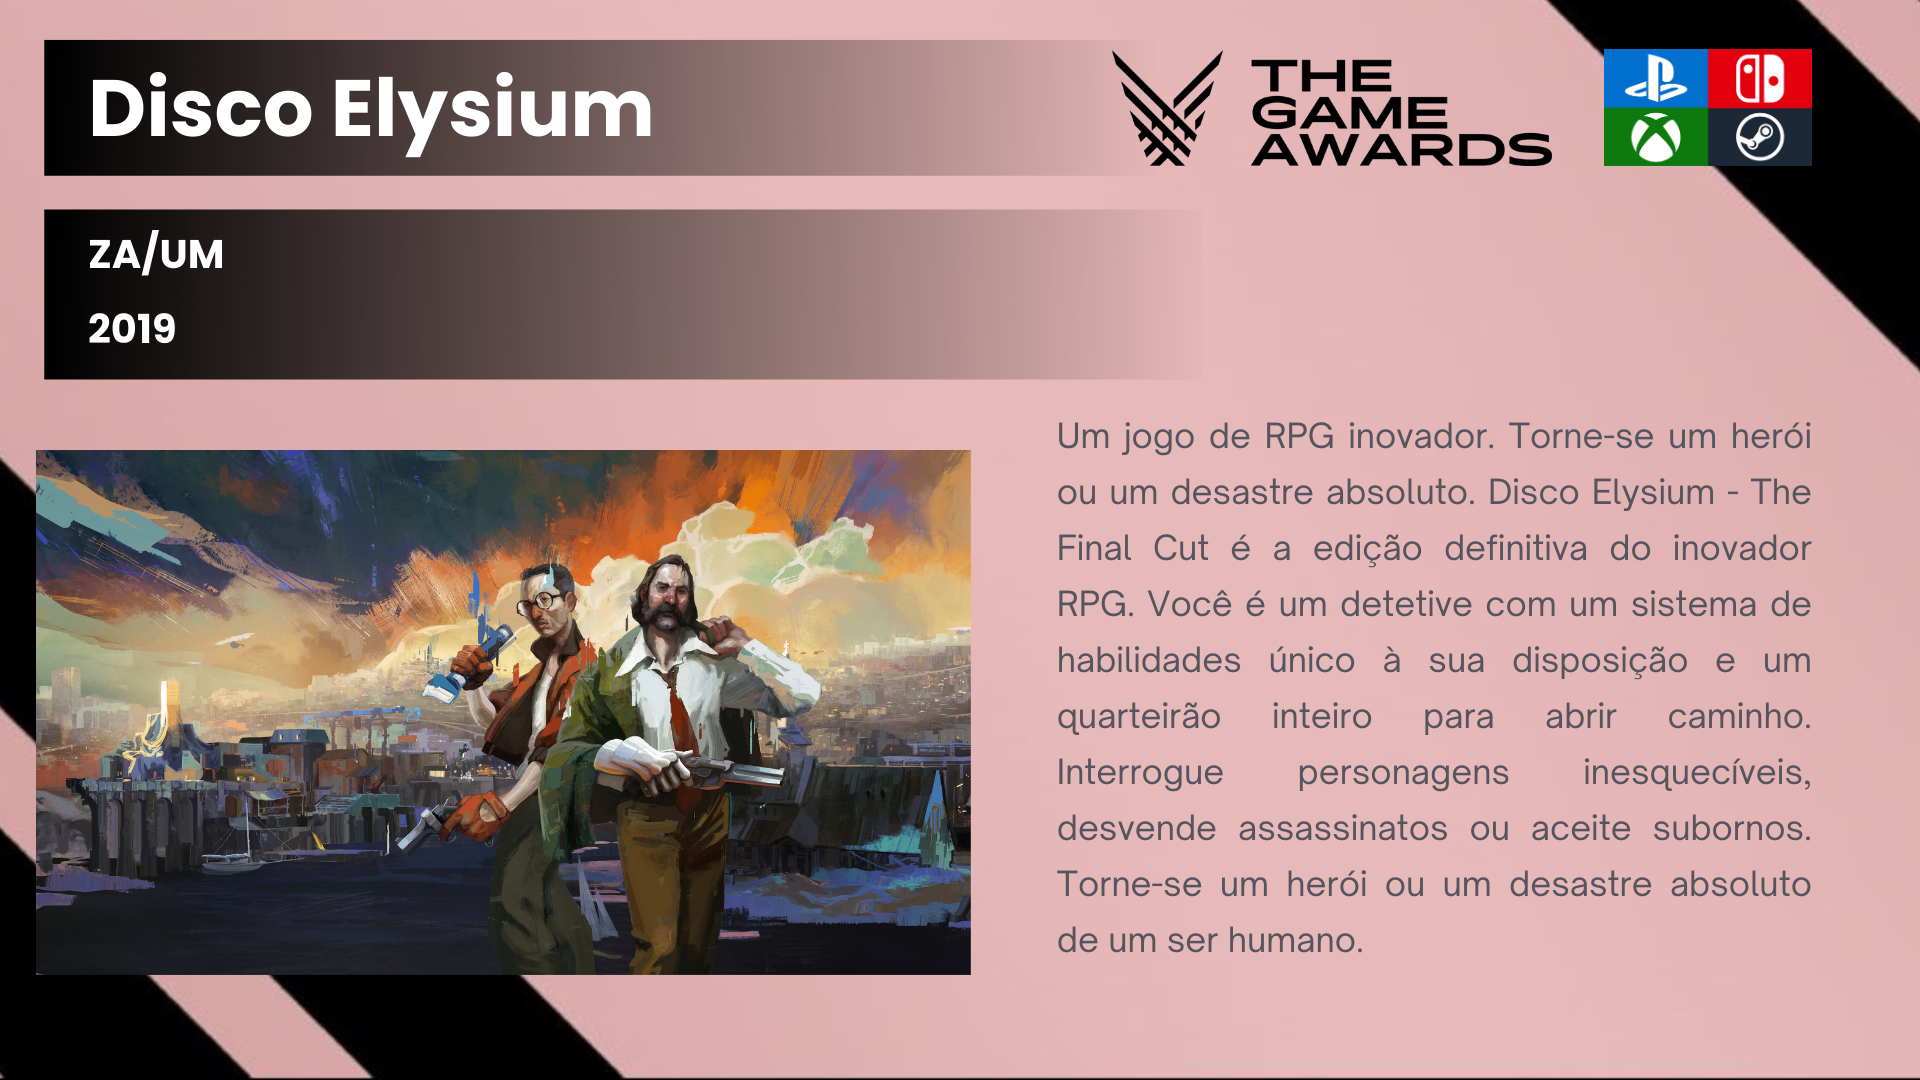 Disco Elysium
THE
GAME
AWARDS
ZA/UM
2019
Um jogo de RPG inovador. Torne-se um herói
ou um desastre absoluto. Disco Elysium - The
Final Cut é a edição definitiva do inovador
RPG. Você é um detetive com um sistema de
habilidades único à sua disposição e um
quarteirão inteiro para abrir caminho.
Interrogue personagens inesquecíveis,
desvende assassinatos ou aceite subornos.
Torne-se um herói ou um desastre absoluto
de um ser humano.